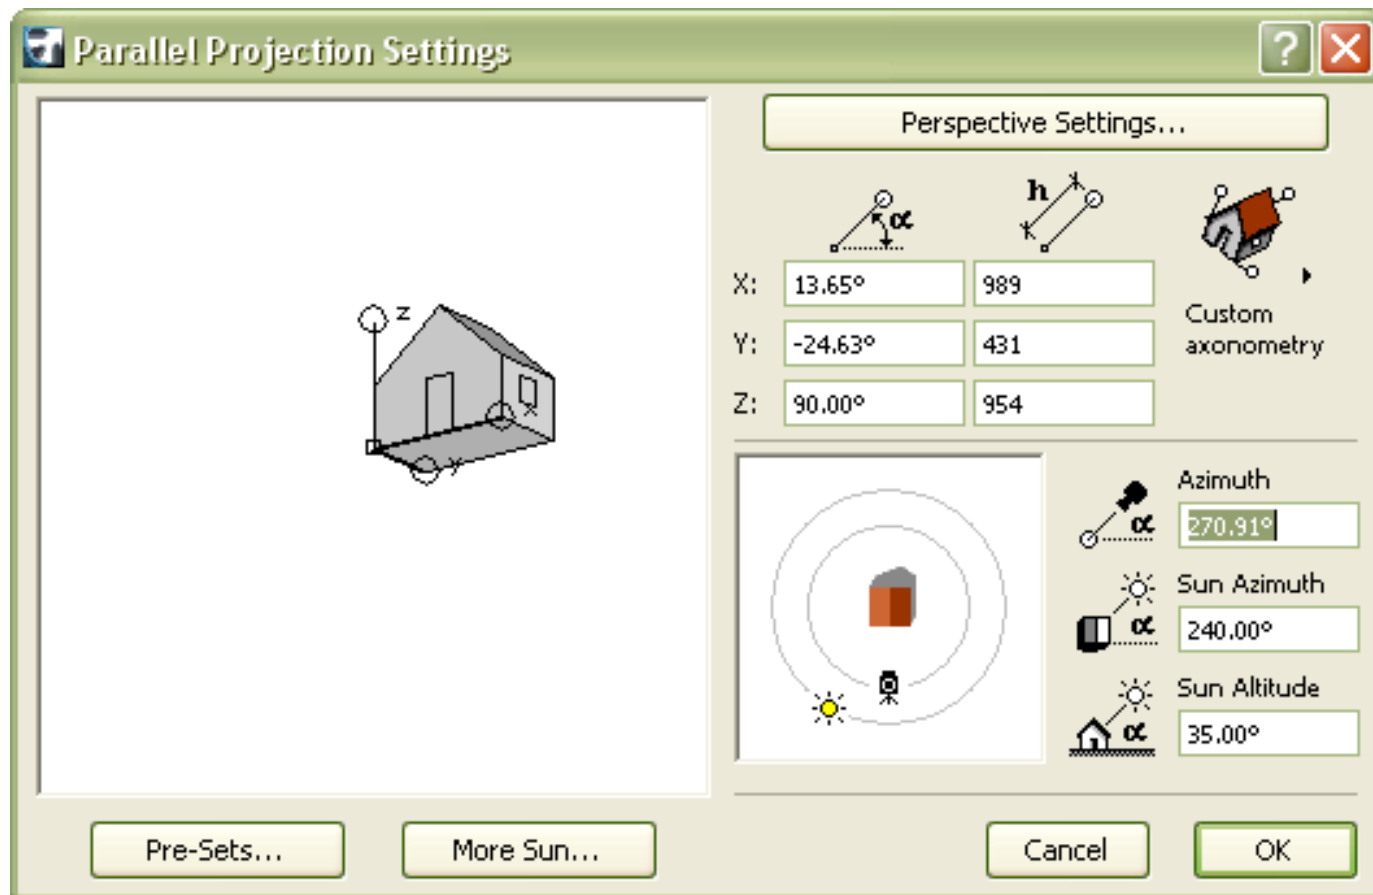 Parallel Projection Settings
Perspective Settings...
α
h
X:
13.65°
989
Y:
-24.63°
431
Z:
90.00°
954
Custom
axonometry
z
x
y
Azimuth
α
270.91°
Sun Azimuth
α
240.00°
Sun Altitude
α
35.00°
Pre-Sets...
More Sun...
Cancel
OK